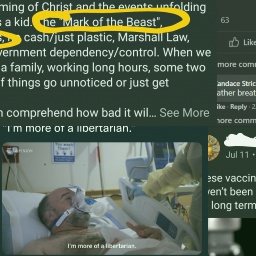 ming of Christ and the events unfolding
s a kid. the "Mark of the Beast",
cash/just plastic, Marshall Law,
vernment dependency/control. When we
a family, working long hours, some two
f things go unnoticed or just get
n comprehend how bad it wil... See More
"I'm more of a libertarian."
I'm more of a libertarian.
63
Like
more com
Candace Stric
ather breat
ike · Reply · 2
more comm
Jul 11 ·
ese vaccin
ven't been
long term